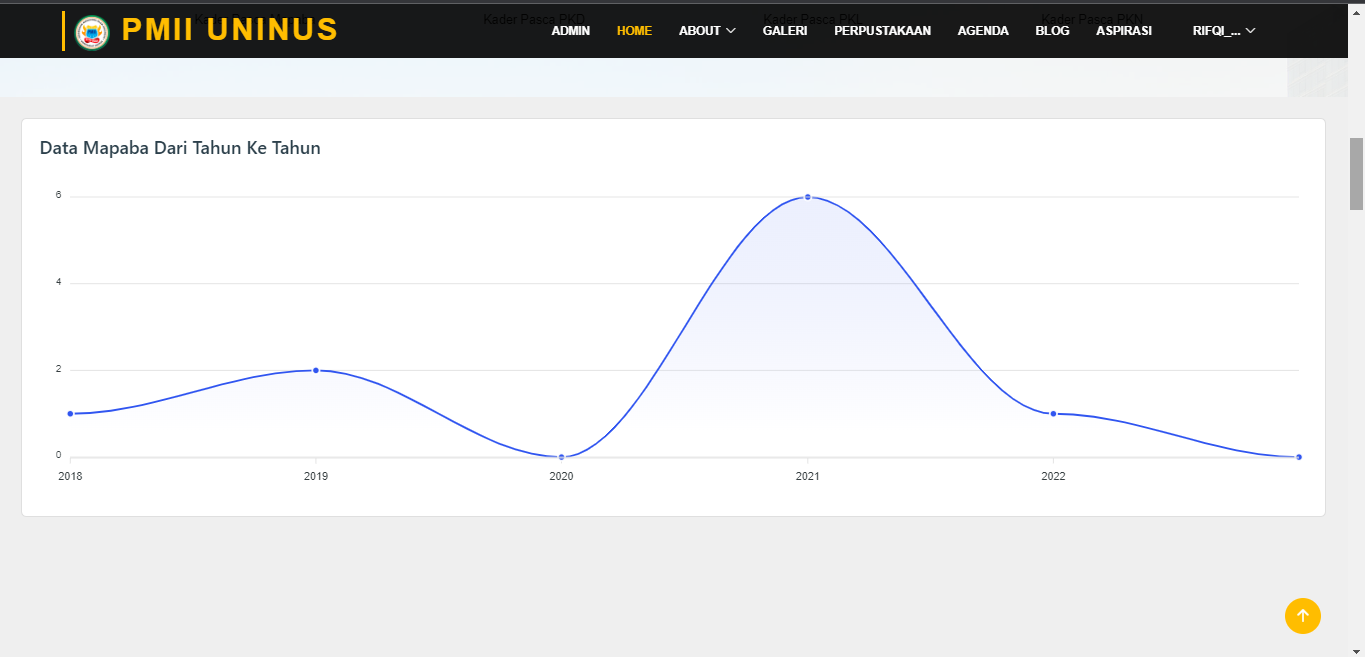 Kader Pasca PKD
Kader Pasca PKL
Kader Pasca PKN
PMII UNINUS
ADMIN
HOME
ABOUT
GALERI
PERPUSTAKAAN
AGENDA
BLOG
ASPIRASI
RIFQI_...
Data Mapaba Dari Tahun Ke Tahun
6
4
2
0
2018
2019
2020
2021
2022